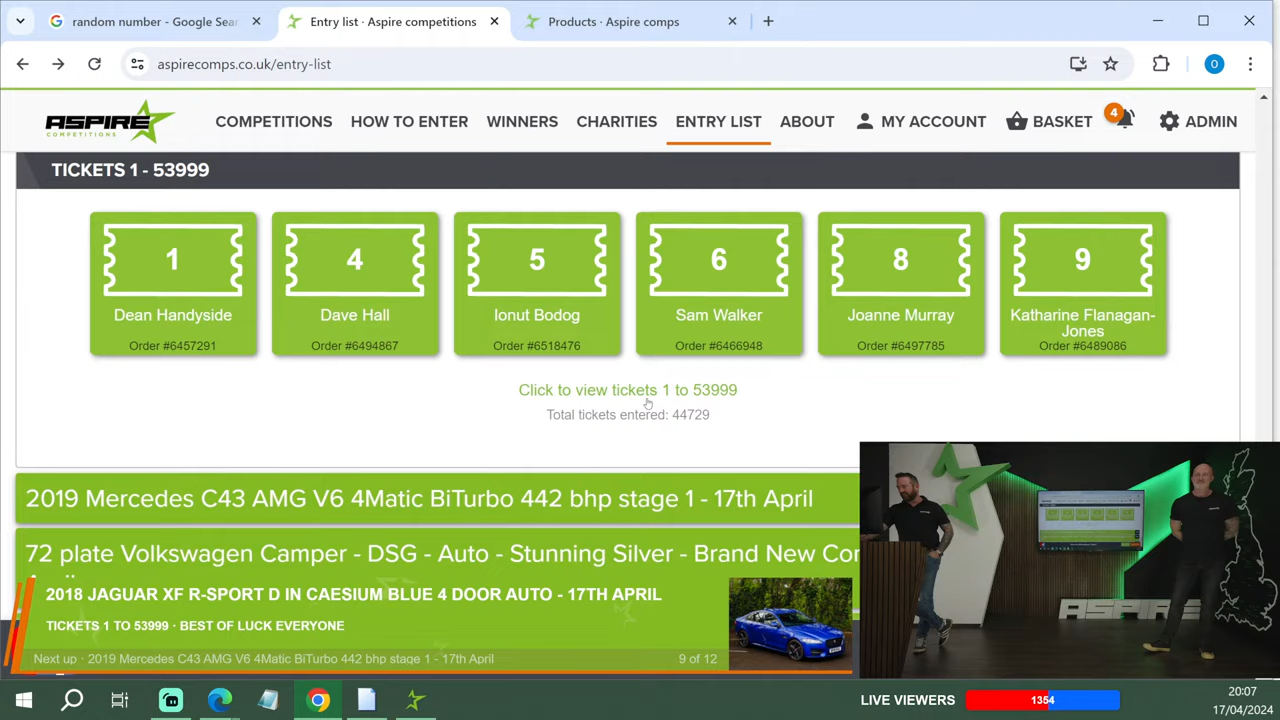 random number - Google Sear
Entry list · Aspire competitions
Products · Aspire comps
aspirecomps.co.uk/entry-list
O
ASPIRE
COMPETITIONS
COMPETITIONS
HOW TO ENTER
WINNERS
CHARITIES
ENTRY LIST
ABOUT
MY ACCOUNT
BASKET
4
ADMIN
TICKETS 1 - 53999
1
Dean Handyside
Order #6457291
4
Dave Hall
Order #6494867
5
Ionut Bodog
Order #6518476
6
Sam Walker
Order #6466948
8
Joanne Murray
Order #6497785
9
Katharine Flanagan-
Jones
Order #6489086
Click to view tickets 1 to 53999
Total tickets entered: 44729
2019 Mercedes C43 AMG V6 4Matic BiTurbo 442 bhp stage 1 - 17th April
72 plate Volkswagen Camper - DSG - Auto - Stunning Silver - Brand New Co
2018 JAGUAR XF R-SPORT D IN CAESIUM BLUE 4 DOOR AUTO - 17TH APRIL
TICKETS 1 TO 53999 · BEST OF LUCK EVERYONE
Next up · 2019 Mercedes C43 AMG V6 4Matic BiTurbo 442 bhp stage 1 - 17th April
9 of 12
ASPIRE
LIVE VIEWERS
1354
20:07
17/04/2024